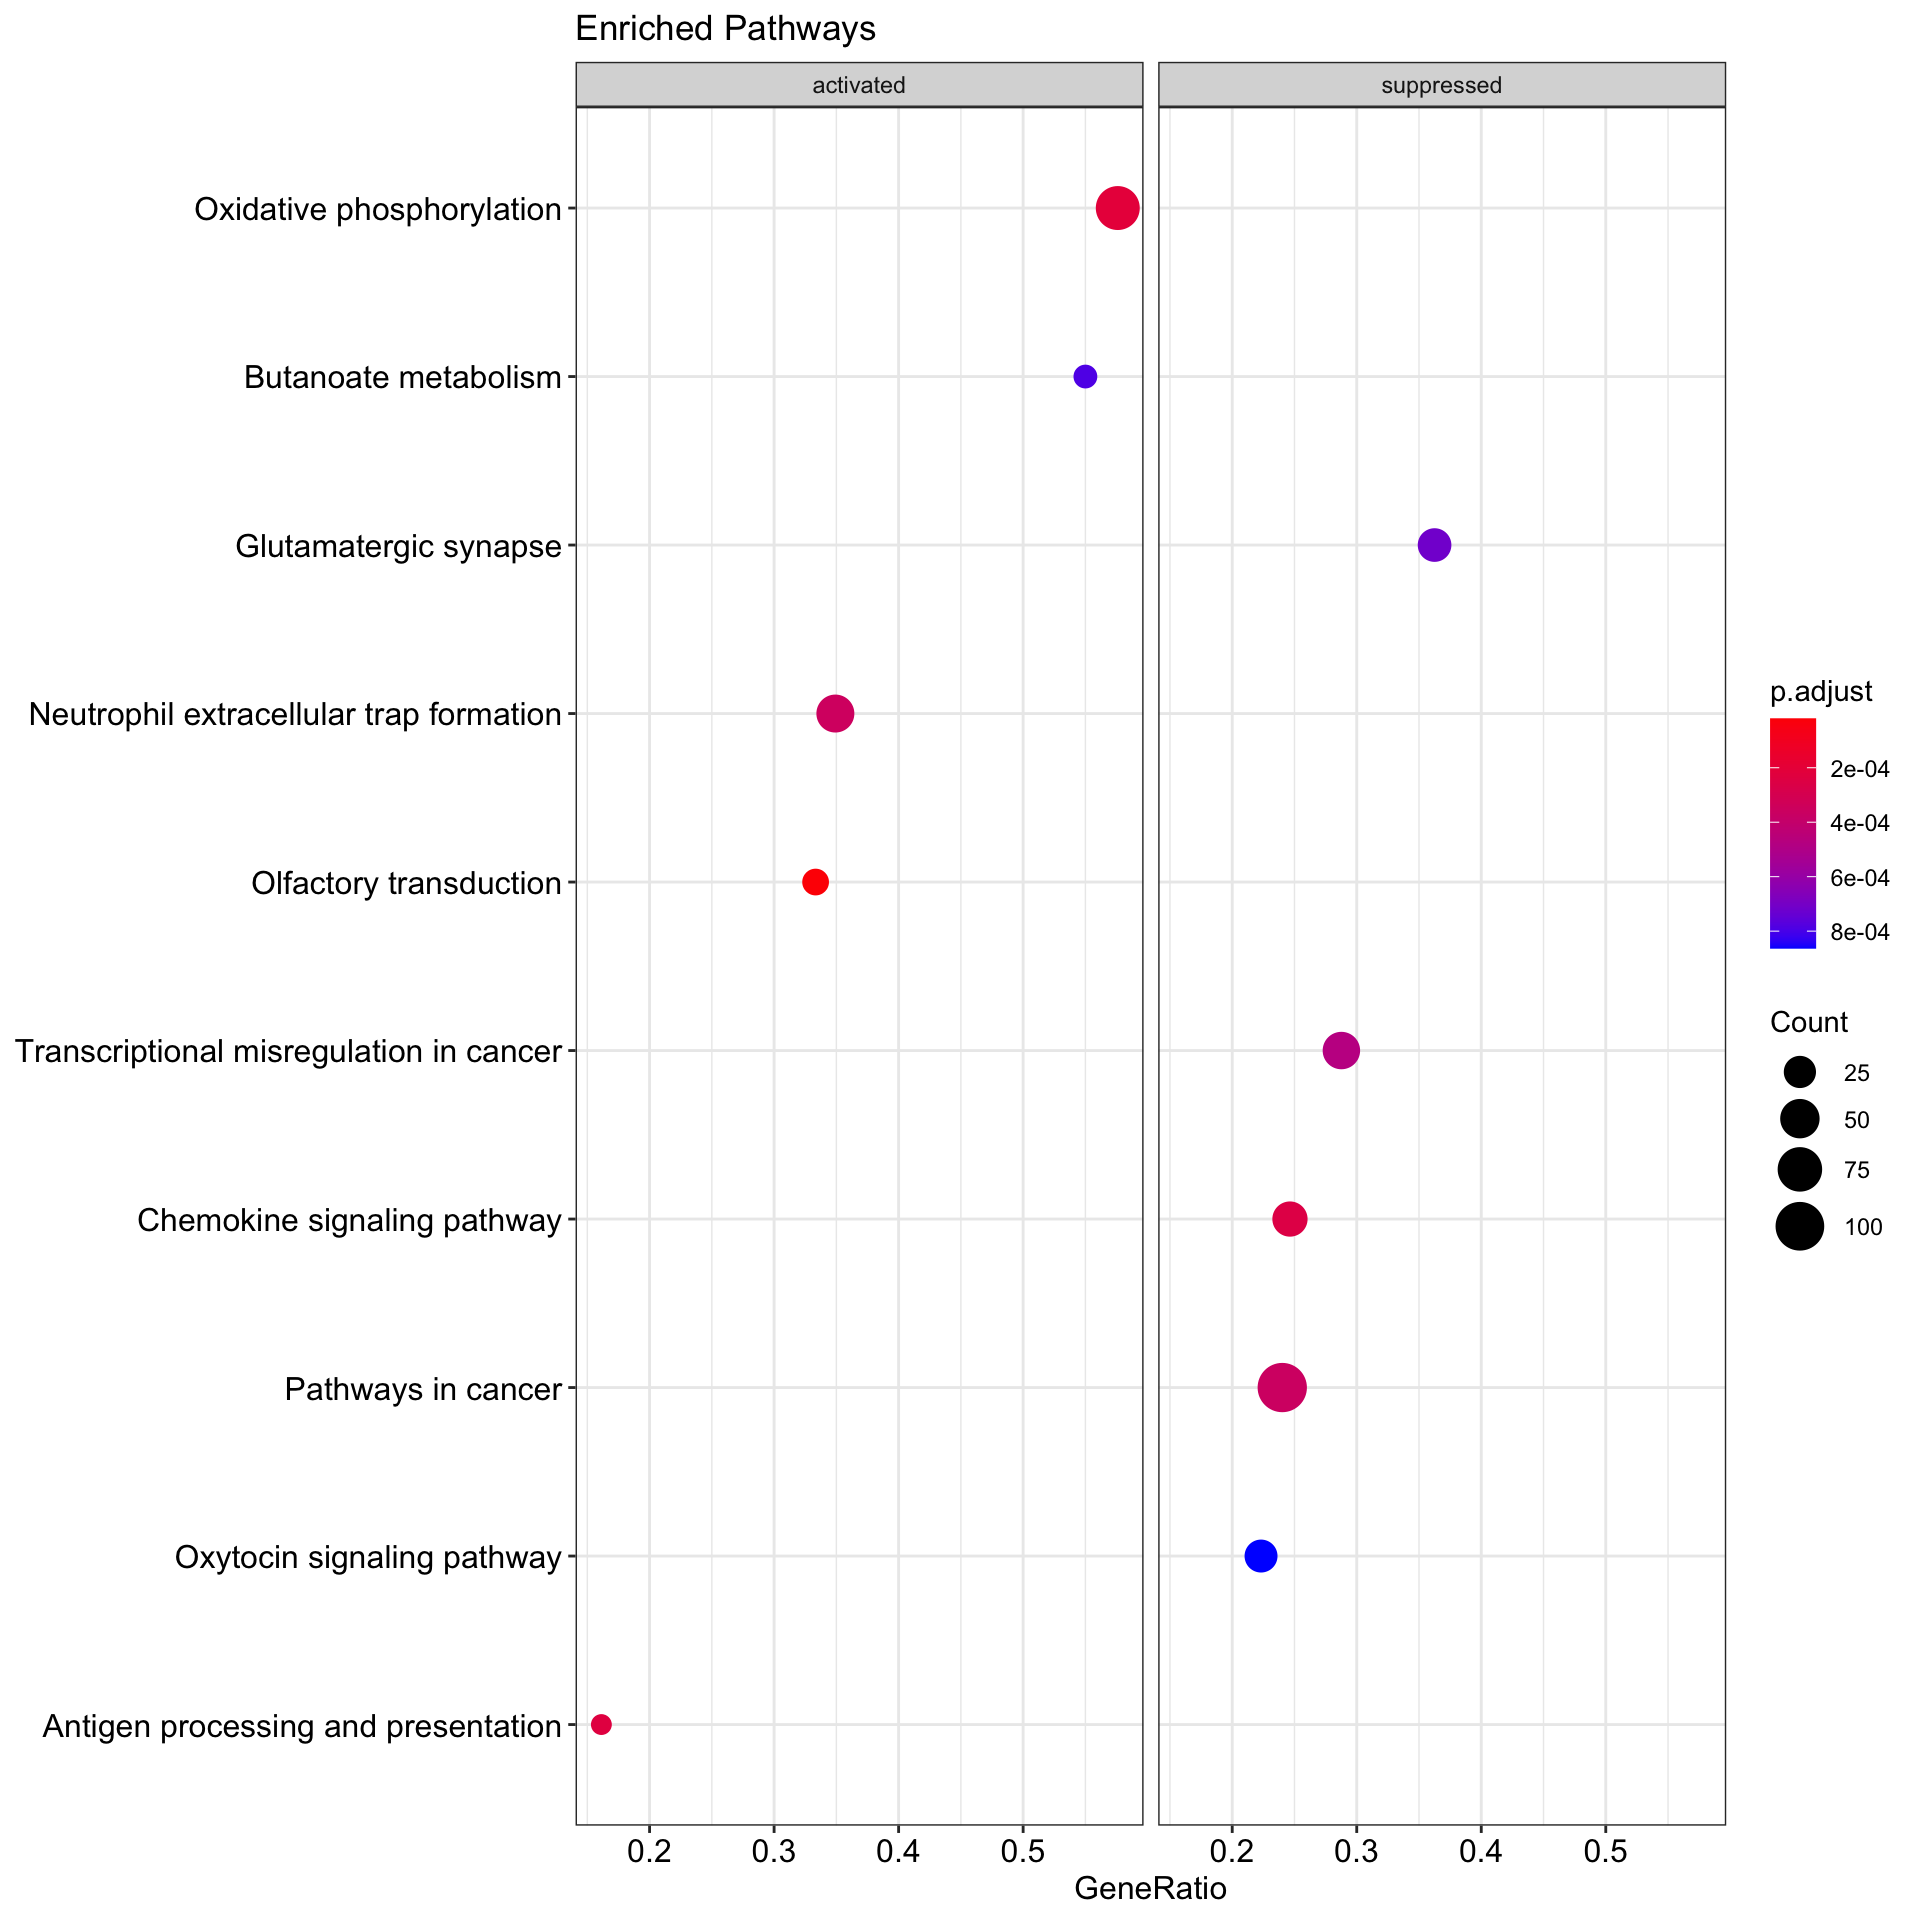 Enriched Pathways
activated
suppressed
Oxidative phosphorylation
Butanoate metabolism
Glutamatergic synapse
Neutrophil extracellular trap formation
Olfactory transduction
Transcriptional misregulation in cancer
Chemokine signaling pathway
Pathways in cancer
Oxytocin signaling pathway
Antigen processing and presentation
0.2 0.3 0.4 0.5
0.2 0.3 0.4 0.5
GeneRatio
p.adjust
2e-04
4e-04
6e-04
8e-04
Count
25
50
75
100